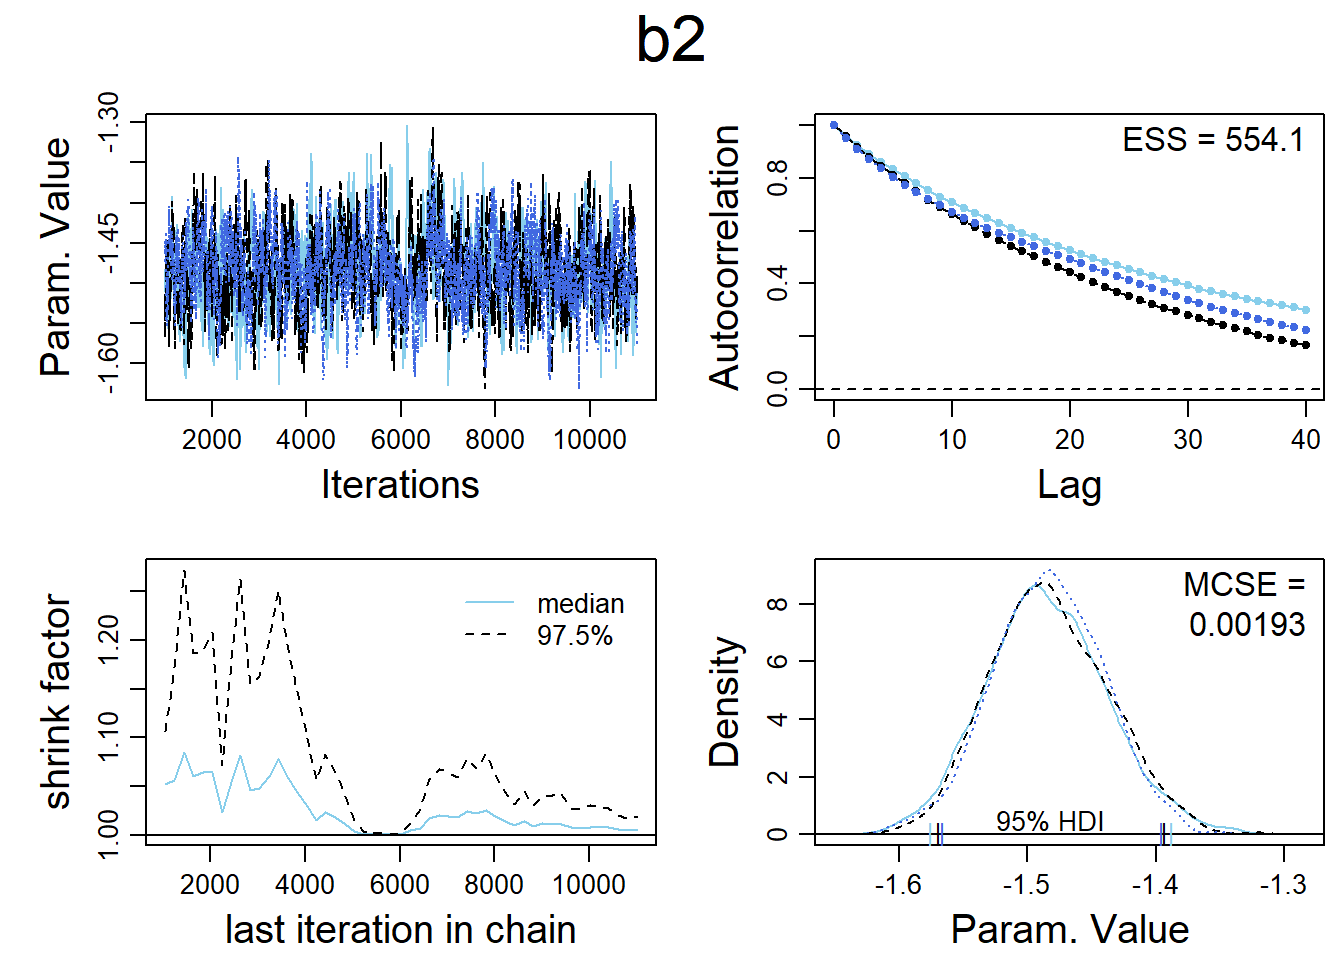 b2
Param. Value
-1.60
-1.45
-1.30
2000
4000
6000
8000
10000
Iterations
Autocorrelation
0.0
0.4
0.8
ESS = 554.1
0
10
20
30
40
Lag
shrink factor
1.00
1.10
1.20
median
97.5%
2000
4000
6000
8000
10000
last iteration in chain
Density
0
2
4
6
8
MCSE =
0.00193
95% HDI
-1.6
-1.5
-1.4
-1.3
Param. Value